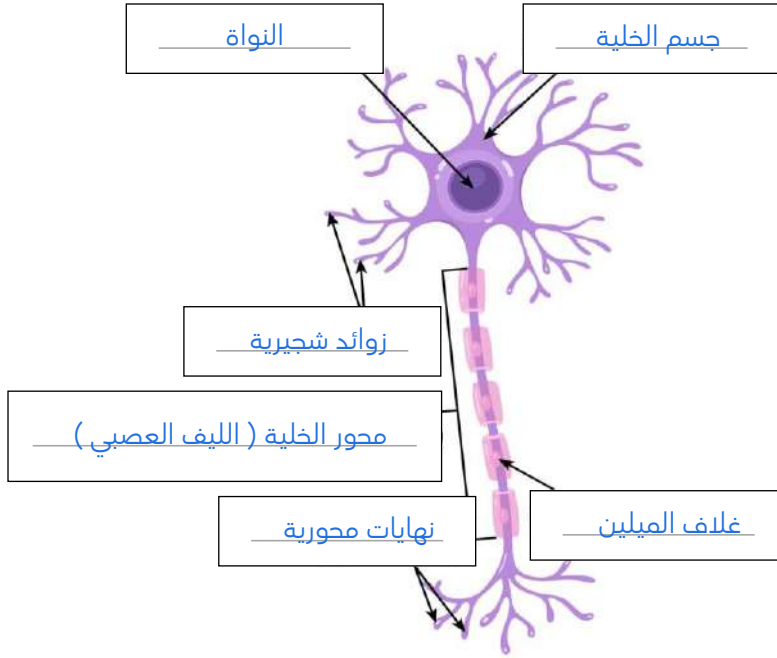 جسم الخلية
النواة
زوائد شجيرية
محور الخلية ( الليف العصبي )
غلاف الميلين
نهايات محورية